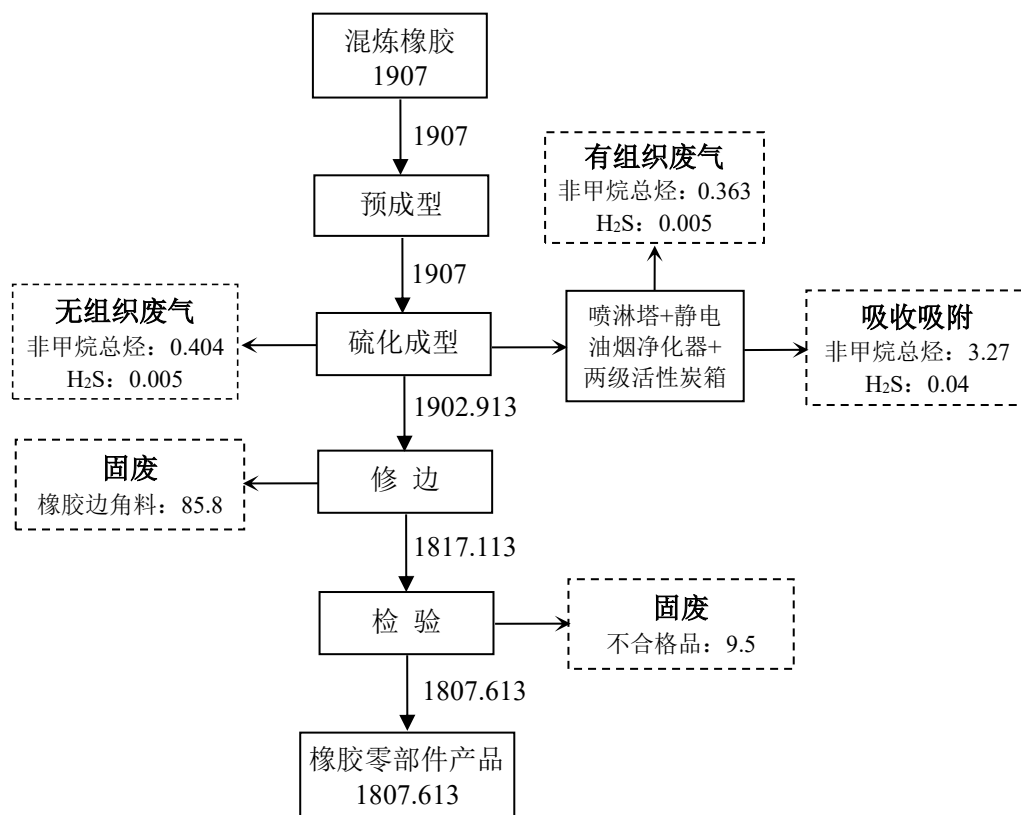 混炼橡胶
1907
1907
预成型
1907
有组织废气
非甲烷总烃：0.363
H₂S：0.005
无组织废气
非甲烷总烃：0.404
H₂S：0.005
硫化成型
喷淋塔+静电
油烟净化器+
两级活性炭箱
吸收吸附
非甲烷总烃：3.27
H₂S：0.04
1902.913
固废
橡胶边角料：85.8
修 边
1817.113
检 验
固废
不合格品：9.5
1807.613
橡胶零部件产品
1807.613